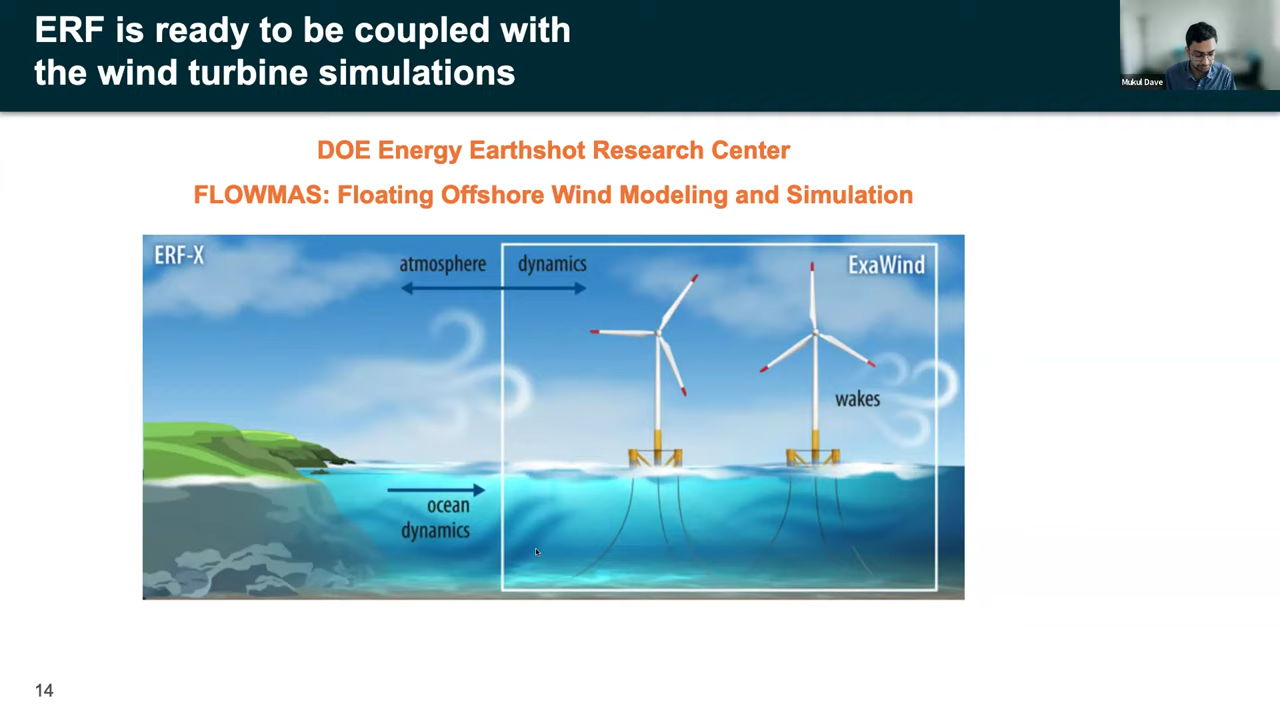 ERF is ready to be coupled with
the wind turbine simulations
Mukul Dave
DOE Energy Earthshot Research Center
FLOWMAS: Floating Offshore Wind Modeling and Simulation
ERF-X
atmosphere dynamics
ExaWind
wakes
ocean
dynamics
14